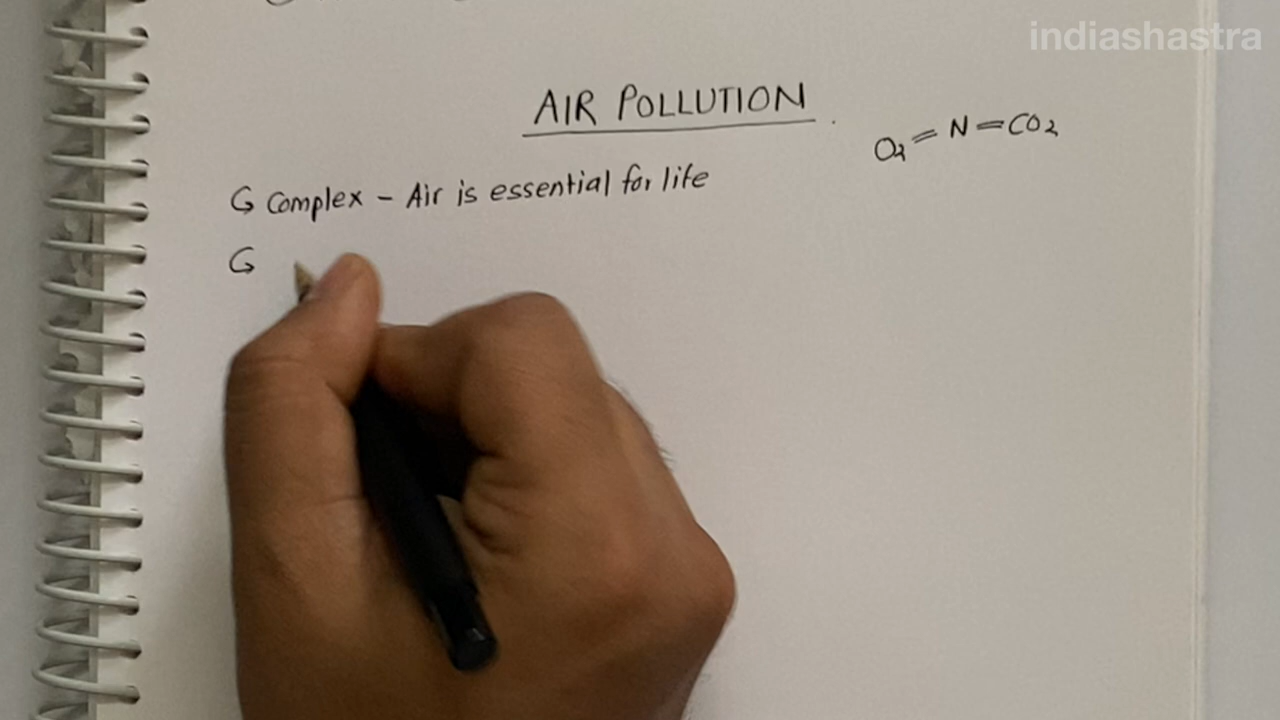 indiashastra
AIR POLLUTION
O2 = N = CO2
Complex - Air is essential for life